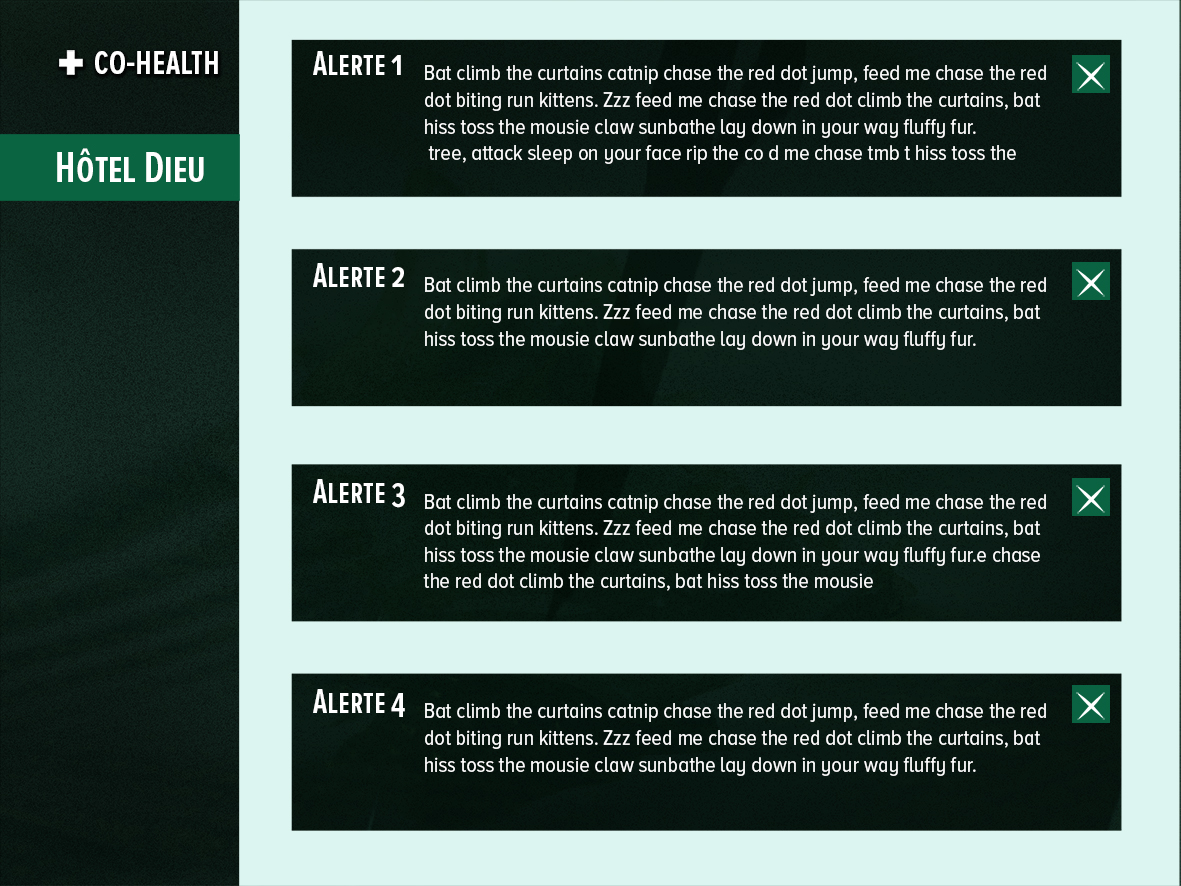 CO-HEALTH
HÔTEL DIEU
ALERTE 1
Bat climb the curtains catnip chase the red dot jump, feed me chase the red
dot biting run kittens. Zzz feed me chase the red dot climb the curtains, bat
hiss toss the mousie claw sunbathe lay down in your way fluffy fur.
tree, attack sleep on your face rip the co d me chase tmb t hiss toss the
ALERTE 2
Bat climb the curtains catnip chase the red dot jump, feed me chase the red
dot biting run kittens. Zzz feed me chase the red dot climb the curtains, bat
hiss toss the mousie claw sunbathe lay down in your way fluffy fur.
ALERTE 3
Bat climb the curtains catnip chase the red dot jump, feed me chase the red
dot biting run kittens. Zzz feed me chase the red dot climb the curtains, bat
hiss toss the mousie claw sunbathe lay down in your way fluffy fur.e chase
the red dot climb the curtains, bat hiss toss the mousie
ALERTE 4
Bat climb the curtains catnip chase the red dot jump, feed me chase the red
dot biting run kittens. Zzz feed me chase the red dot climb the curtains, bat
hiss toss the mousie claw sunbathe lay down in your way fluffy fur.